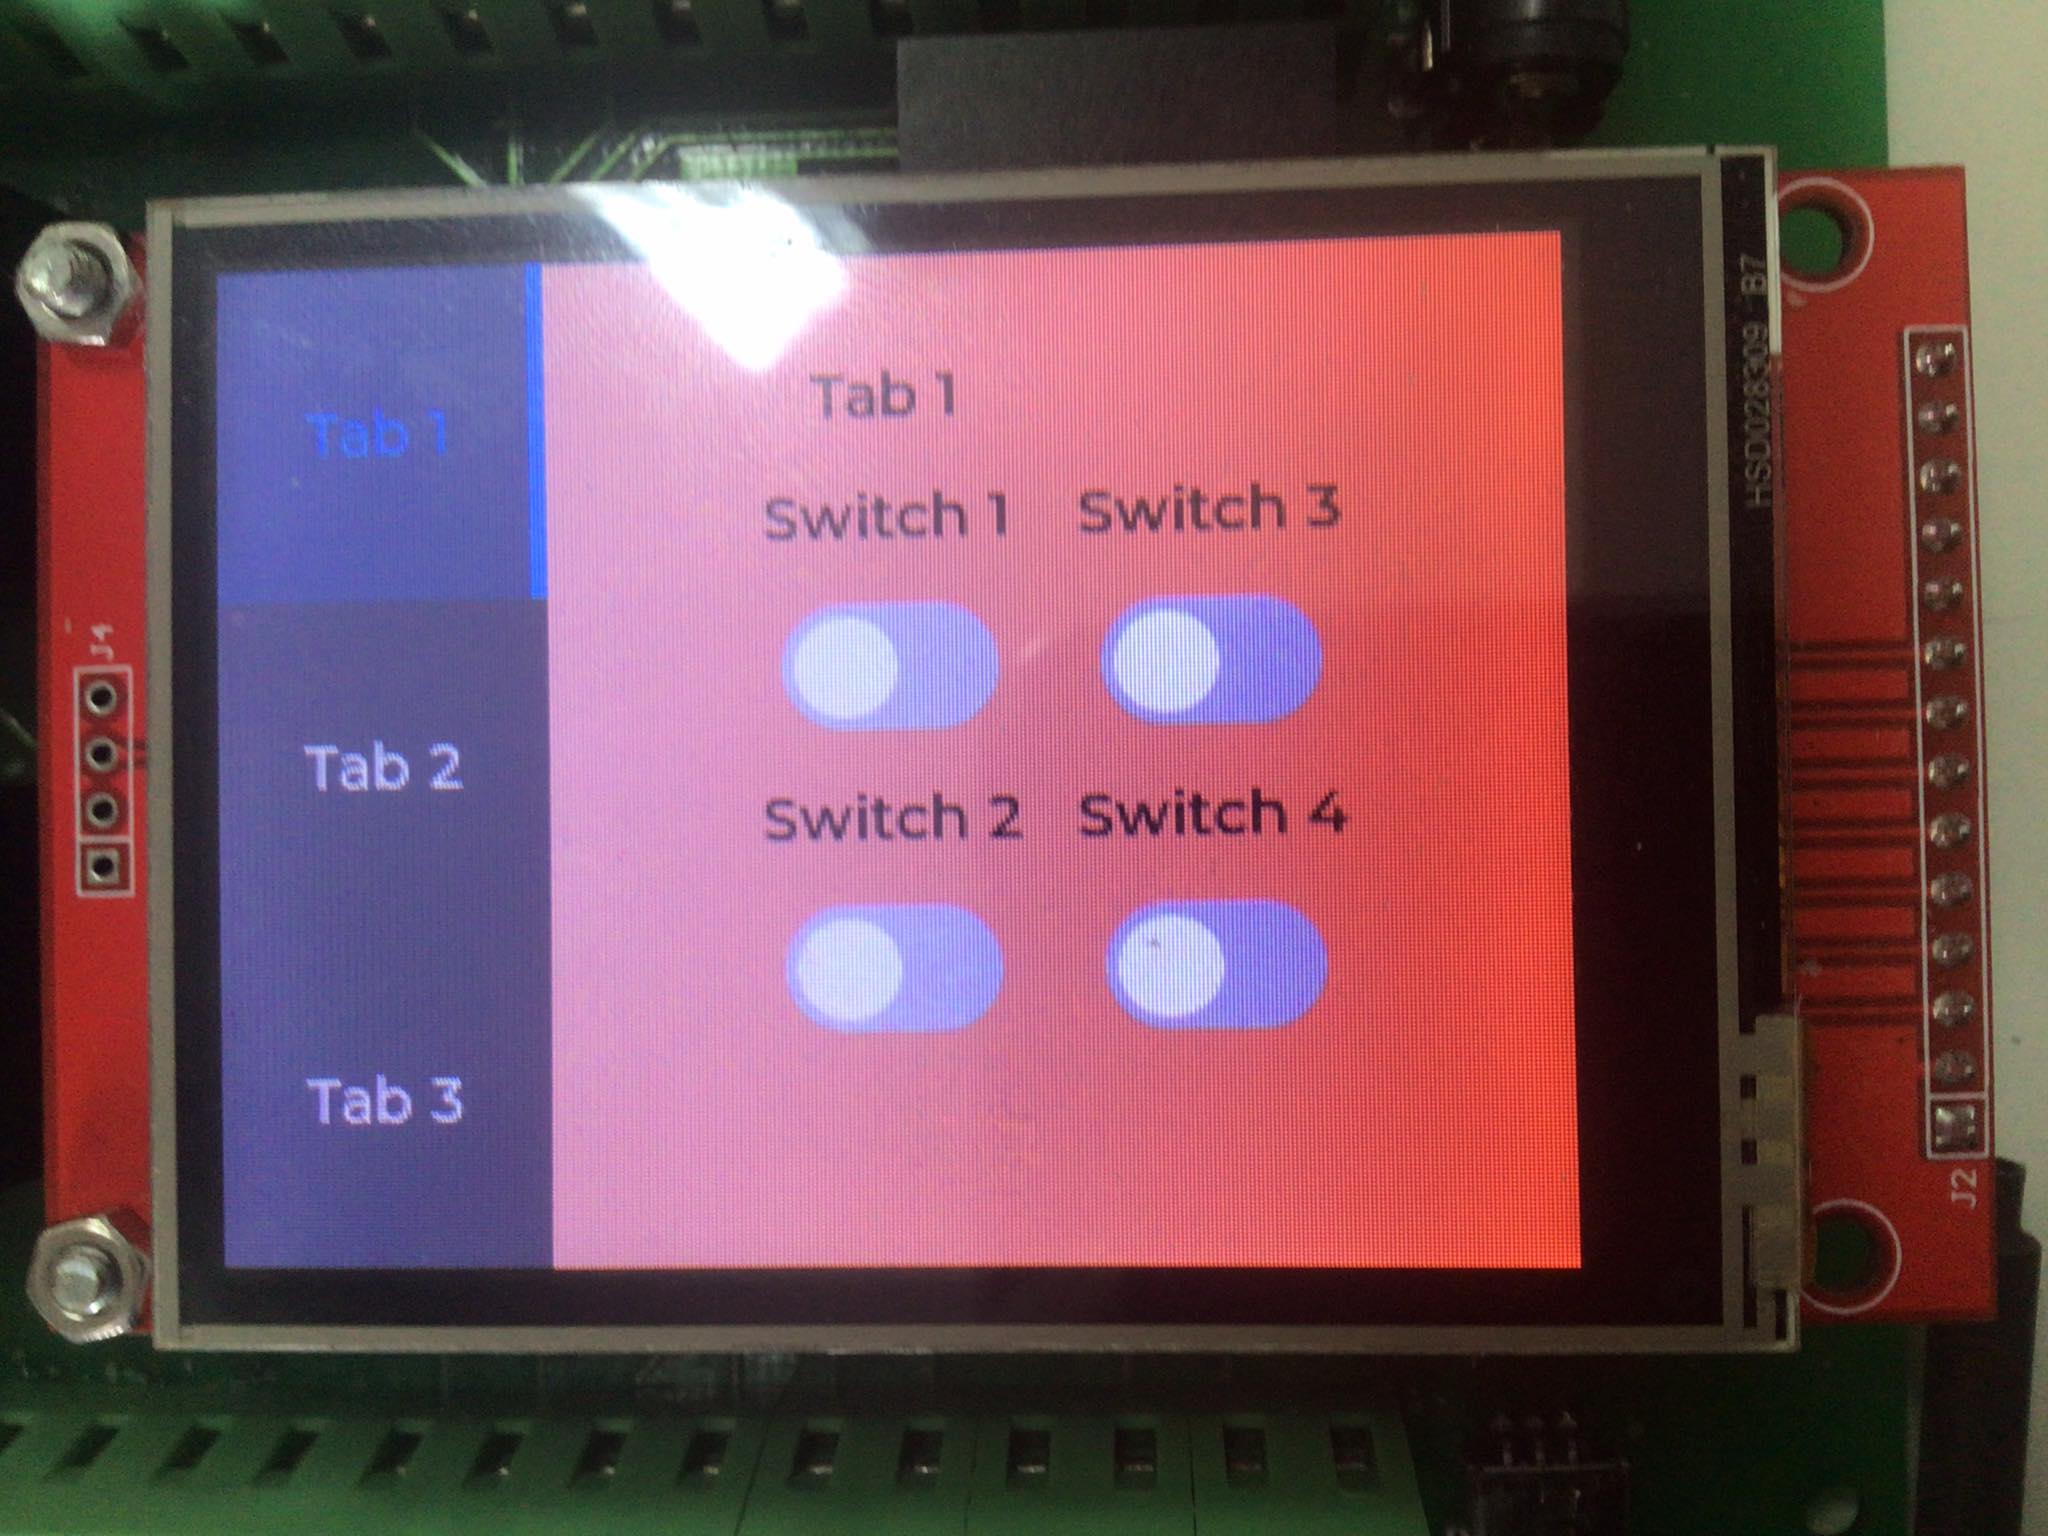 Tab 1
Tab 2
Tab 3
Tab 1
Switch 1 Switch 3
Switch 2 Switch 4
J4
HSD028309 B7
J2